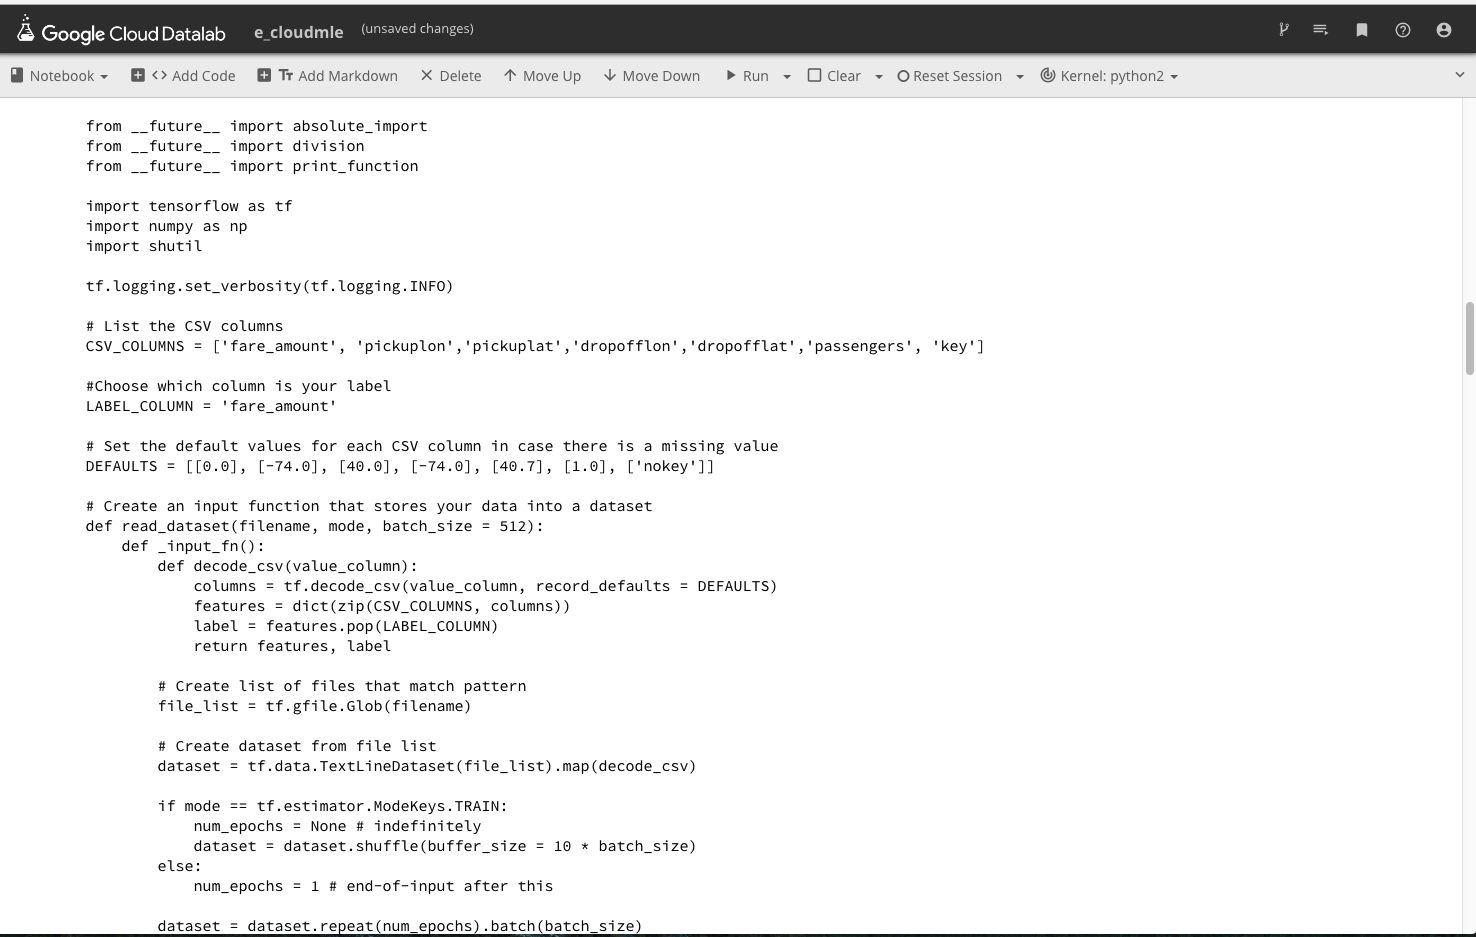 Google Cloud Datalab e_cloudmle (unsaved changes)
Notebook Add Code Add Markdown Delete Move Up Move Down Run Clear Reset Session Kernel: python2
from __future__ import absolute_import
from __future__ import division
from __future__ import print_function
import tensorflow as tf
import numpy as np
import shutil
tf.logging.set_verbosity(tf.logging.INFO)
# List the CSV columns
CSV_COLUMNS = ['fare_amount', 'pickuplon','pickuplat','dropofflon','dropofflat','passengers', 'key']
#Choose which column is your label
LABEL_COLUMN = 'fare_amount'
# Set the default values for each CSV column in case there is a missing value
DEFAULTS = [[0.0], [-74.0], [40.0], [-74.0], [40.7], [1.0], ['nokey']]
# Create an input function that stores your data into a dataset
def read_dataset(filename, mode, batch_size = 512):
    def _input_fn():
        def decode_csv(value_column):
            columns = tf.decode_csv(value_column, record_defaults = DEFAULTS)
            features = dict(zip(CSV_COLUMNS, columns))
            label = features.pop(LABEL_COLUMN)
            return features, label
        # Create list of files that match pattern
        file_list = tf.gfile.Glob(filename)
        # Create dataset from file list
        dataset = tf.data.TextLineDataset(file_list).map(decode_csv)
        if mode == tf.estimator.ModeKeys.TRAIN:
            num_epochs = None # indefinitely
            dataset = dataset.shuffle(buffer_size = 10 * batch_size)
        else:
            num_epochs = 1 # end-of-input after this
        dataset = dataset.repeat(num_epochs).batch(batch_size)